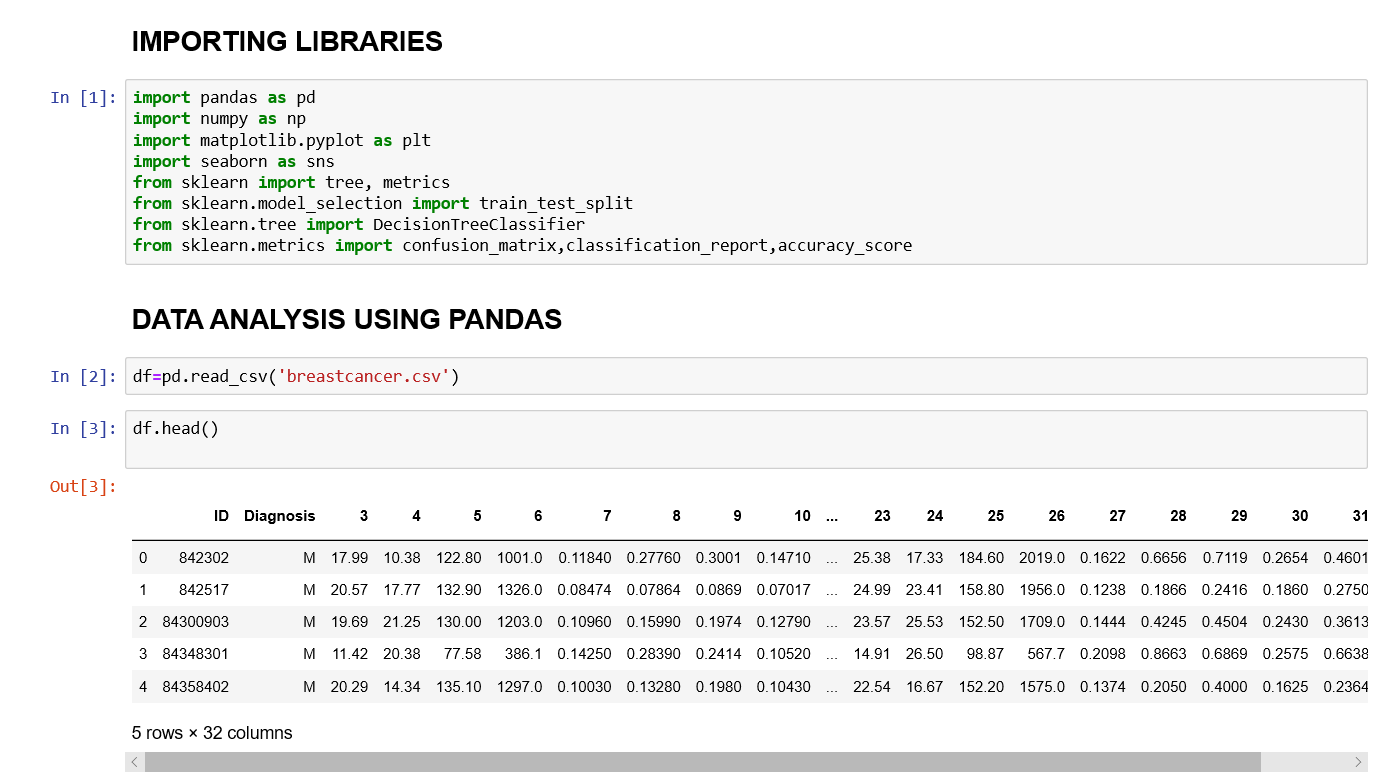 IMPORTING LIBRARIES
In [1]:
import pandas as pd
import numpy as np
import matplotlib.pyplot as plt
import seaborn as sns
from sklearn import tree, metrics
from sklearn.model_selection import train_test_split
from sklearn.tree import DecisionTreeClassifier
from sklearn.metrics import confusion_matrix,classification_report,accuracy_score
DATA ANALYSIS USING PANDAS
In [2]: df=pd.read_csv('breastcancer.csv')
In [3]: df.head()
Out[3]:
ID Diagnosis 3 4 5 6 7 8 9 10 ... 23 24 25 26 27 28 29 30 31
0 842302 M 17.99 10.38 122.80 1001.0 0.11840 0.27760 0.3001 0.14710 ... 25.38 17.33 184.60 2019.0 0.1622 0.6656 0.7119 0.2654 0.4601
1 842517 M 20.57 17.77 132.90 1326.0 0.08474 0.07864 0.0869 0.07017 ... 24.99 23.41 158.80 1956.0 0.1238 0.1866 0.2416 0.1860 0.2750
2 84300903 M 19.69 21.25 130.00 1203.0 0.10960 0.15990 0.1974 0.12790 ... 23.57 25.53 152.50 1709.0 0.1444 0.4245 0.4504 0.2430 0.3613
3 84348301 M 11.42 20.38 77.58 386.1 0.14250 0.28390 0.2414 0.10520 ... 14.91 26.50 98.87 567.7 0.2098 0.8663 0.6869 0.2575 0.6638
4 84358402 M 20.29 14.34 135.10 1297.0 0.10030 0.13280 0.1980 0.10430 ... 22.54 16.67 152.20 1575.0 0.1374 0.2050 0.4000 0.1625 0.2364
5 rows × 32 columns